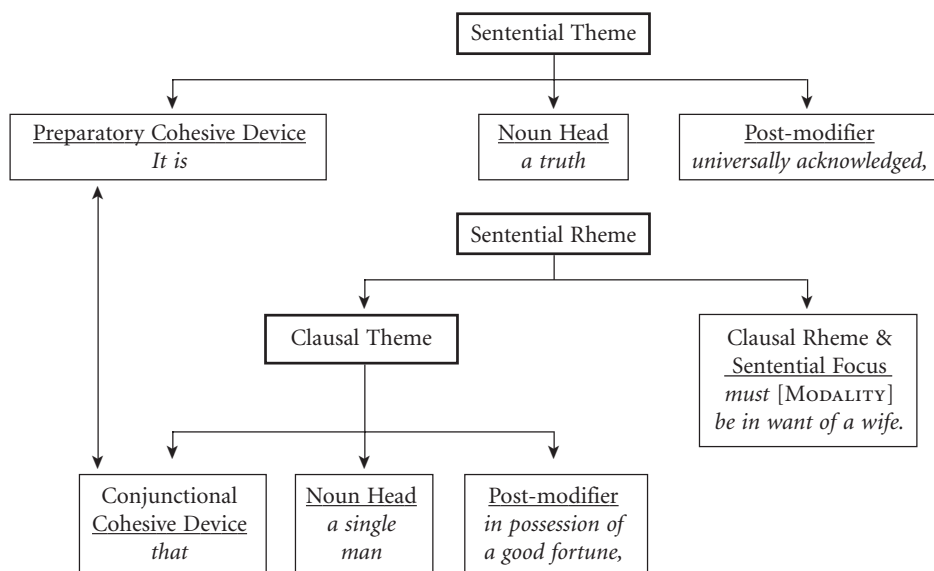 Sentential Theme
Preparatory Cohesive Device
It is
Noun Head
a truth
Post-modifier
universally acknowledged,
Sentential Rheme
Clausal Theme
Clausal Rheme &
Sentential Focus
must [MODALITY]
be in want of a wife.
Conjunctional
Cohesive Device
that
Noun Head
a single
man
Post-modifier
in possession of
a good fortune,